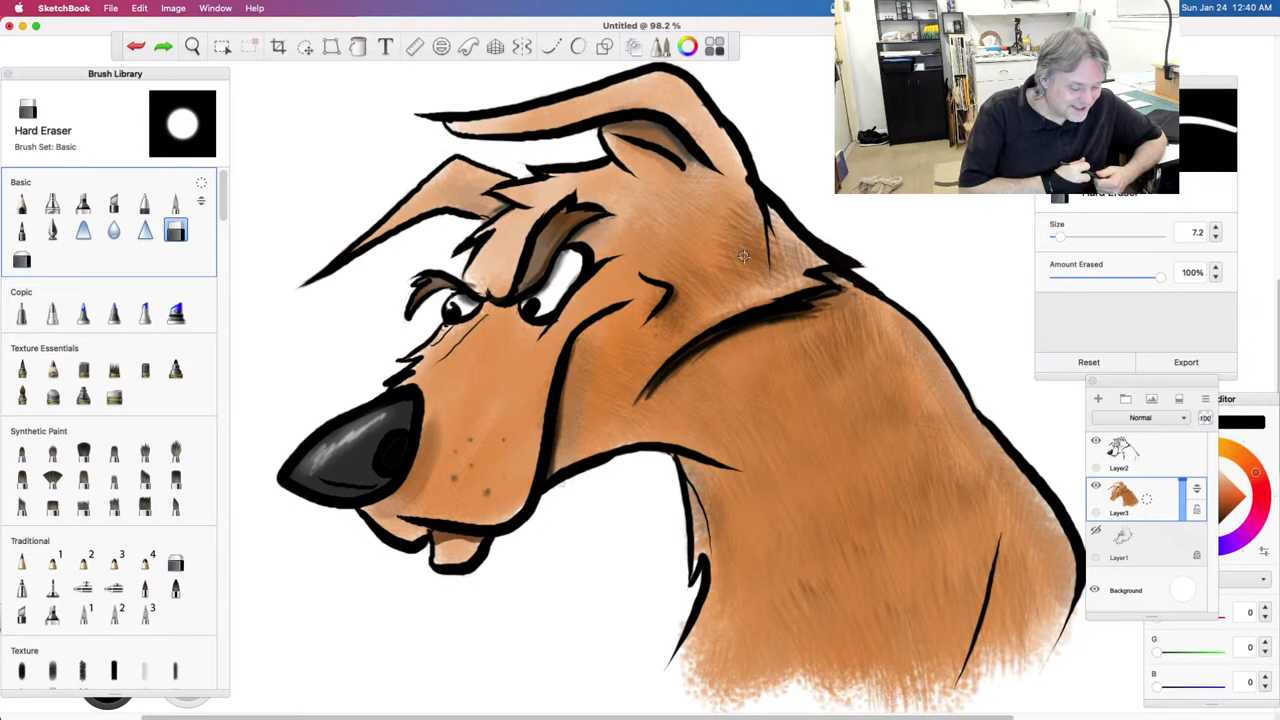 SketchBook File Edit Image Window Help
Sun Jan 24 12:40 AM
Untitled @ 98.2 %
T
Brush Library
Hard Eraser
Brush Set: Basic
Basic
Copic
Texture Essentials
Synthetic Paint
Traditional
1 2 3 4
1 2 3
Texture
Size
7.2
Amount Erased
100%
Reset Export
Normal
100
Layer2
Layer3
Layer1
Background
0
G
0
B
0